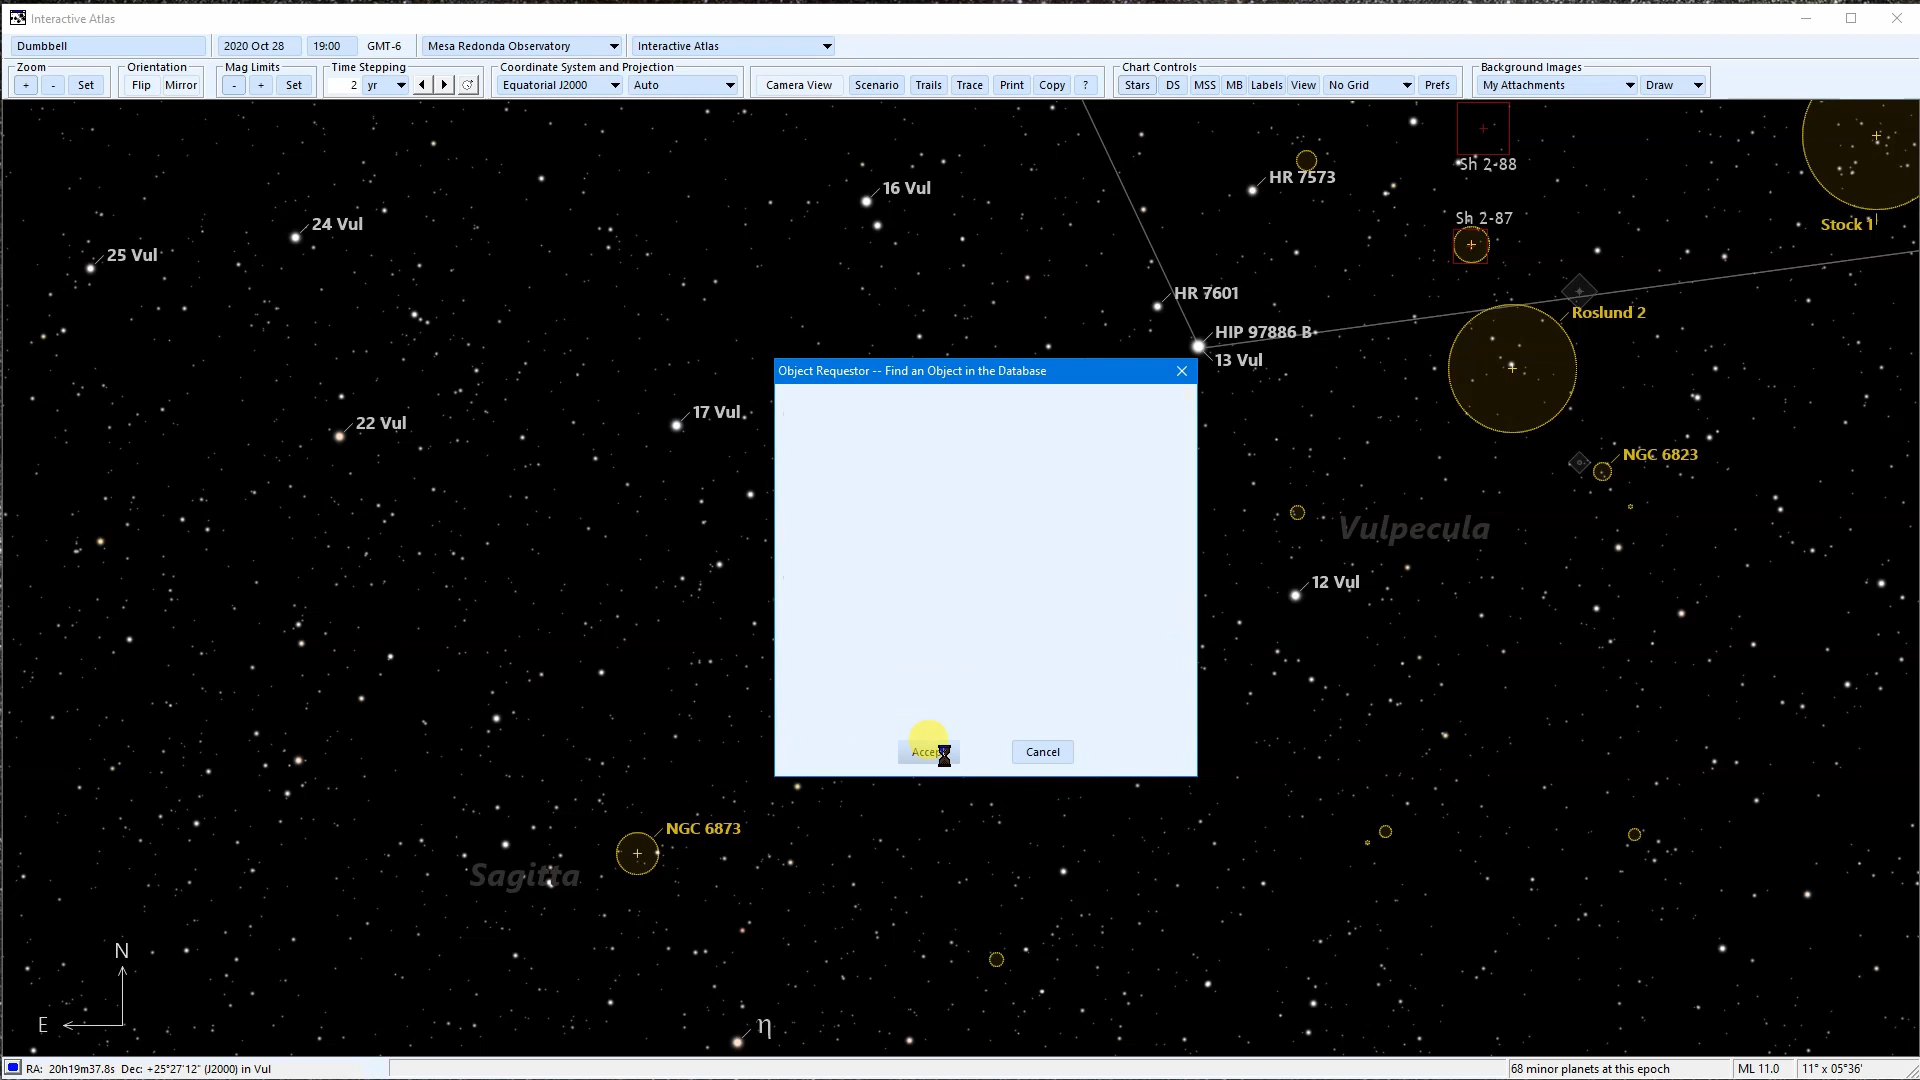 Interactive Atlas
Dumbbell 2020 Oct 28 19:00 GMT-6 Mesa Redonda Observatory Interactive Atlas
Zoom Orientation Mag Limits Time Stepping Coordinate System and Projection Chart Controls Background Images
+ - Set Flip Mirror - + Set 2 yr Equatorial J2000 Auto Camera View Scenario Trails Trace Print Copy ? Stars DS MSS MB Labels View No Grid Prefs My Attachments Draw
Sh 2-88
HR 7573
16 Vul
Sh 2-87
24 Vul
Stock 1
25 Vul
HR 7601
Roslund 2
HIP 97886 B
13 Vul
Object Requestor -- Find an Object in the Database
17 Vul
22 Vul
NGC 6823
Vulpecula
12 Vul
Accept Cancel
NGC 6873
Sagitta
N
E
η
RA: 20h19m37.8s Dec: +25°27'12" (J2000) in Vul 68 minor planets at this epoch ML 11.0 11° x 05°36'